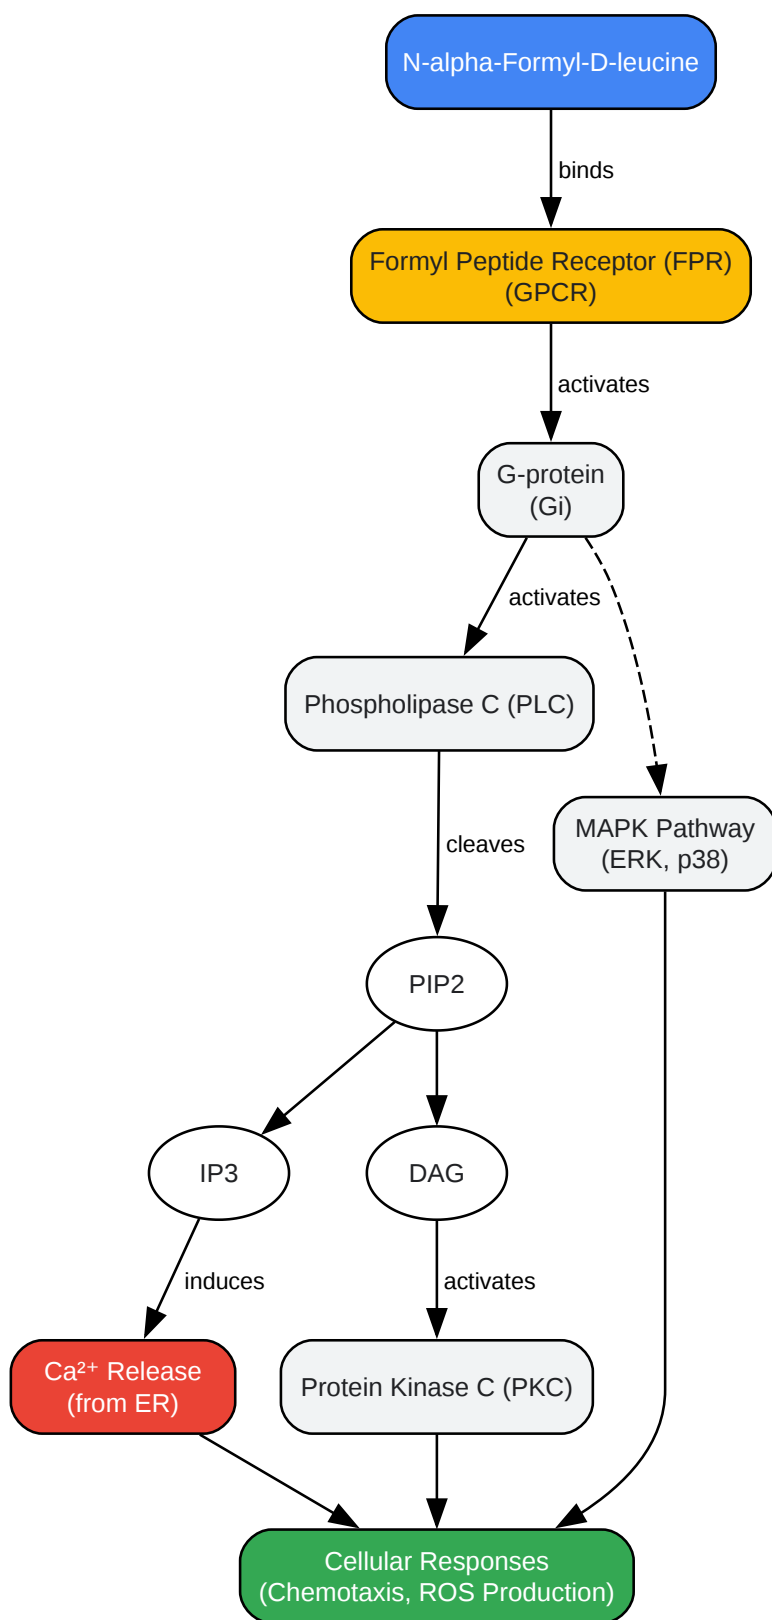 N-alpha-Formyl-D-leucine
binds
Formyl Peptide Receptor (FPR)
(GPCR)
activates
G-protein
(Gi)
activates
Phospholipase C (PLC)
MAPK Pathway
(ERK, p38)
cleaves
PIP2
IP3
DAG
induces
activates
Ca²⁺ Release
(from ER)
Protein Kinase C (PKC)
Cellular Responses
(Chemotaxis, ROS Production)